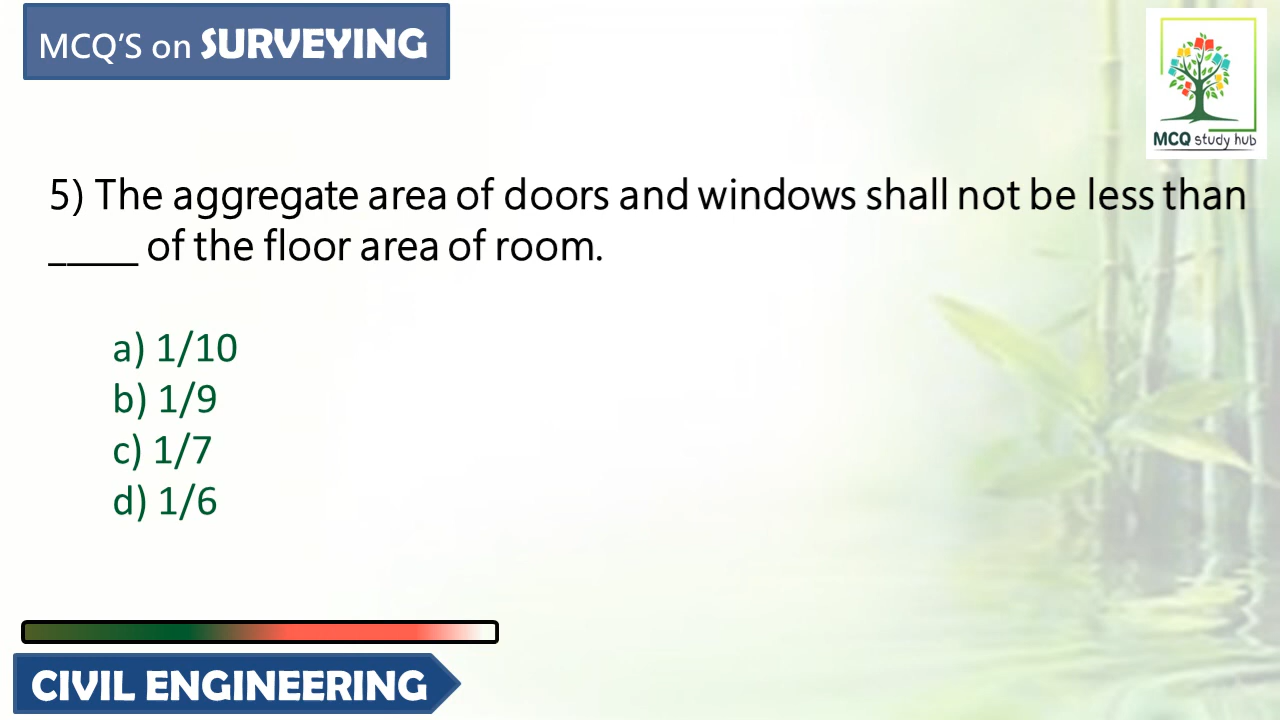 MCQ'S on SURVEYING
MCQ study hub
5) The aggregate area of doors and windows shall not be less than
_____ of the floor area of room.
a) 1/10
b) 1/9
c) 1/7
d) 1/6
CIVIL ENGINEERING